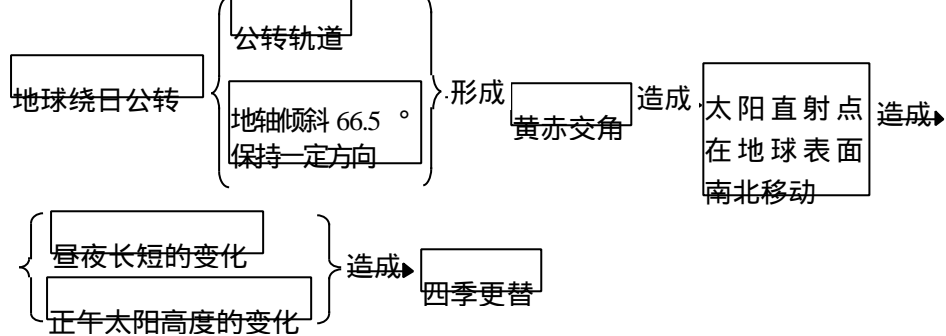 公转轨道
地球绕日公转
地轴倾斜 66.5 °
保持一定方向
形成
黄赤交角
造成
太阳直射点
在地球表面
南北移动
造成
昼夜长短的变化
正午太阳高度的变化
造成
四季更替